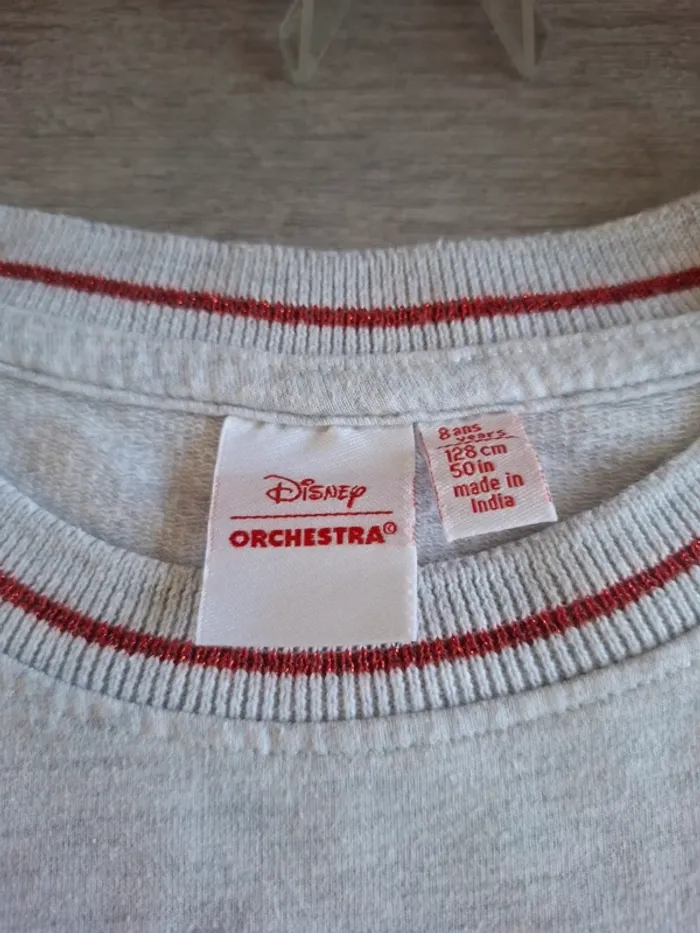 Disney
ORCHESTRA©
8 ans
years
128 cm
50 in
made in
India